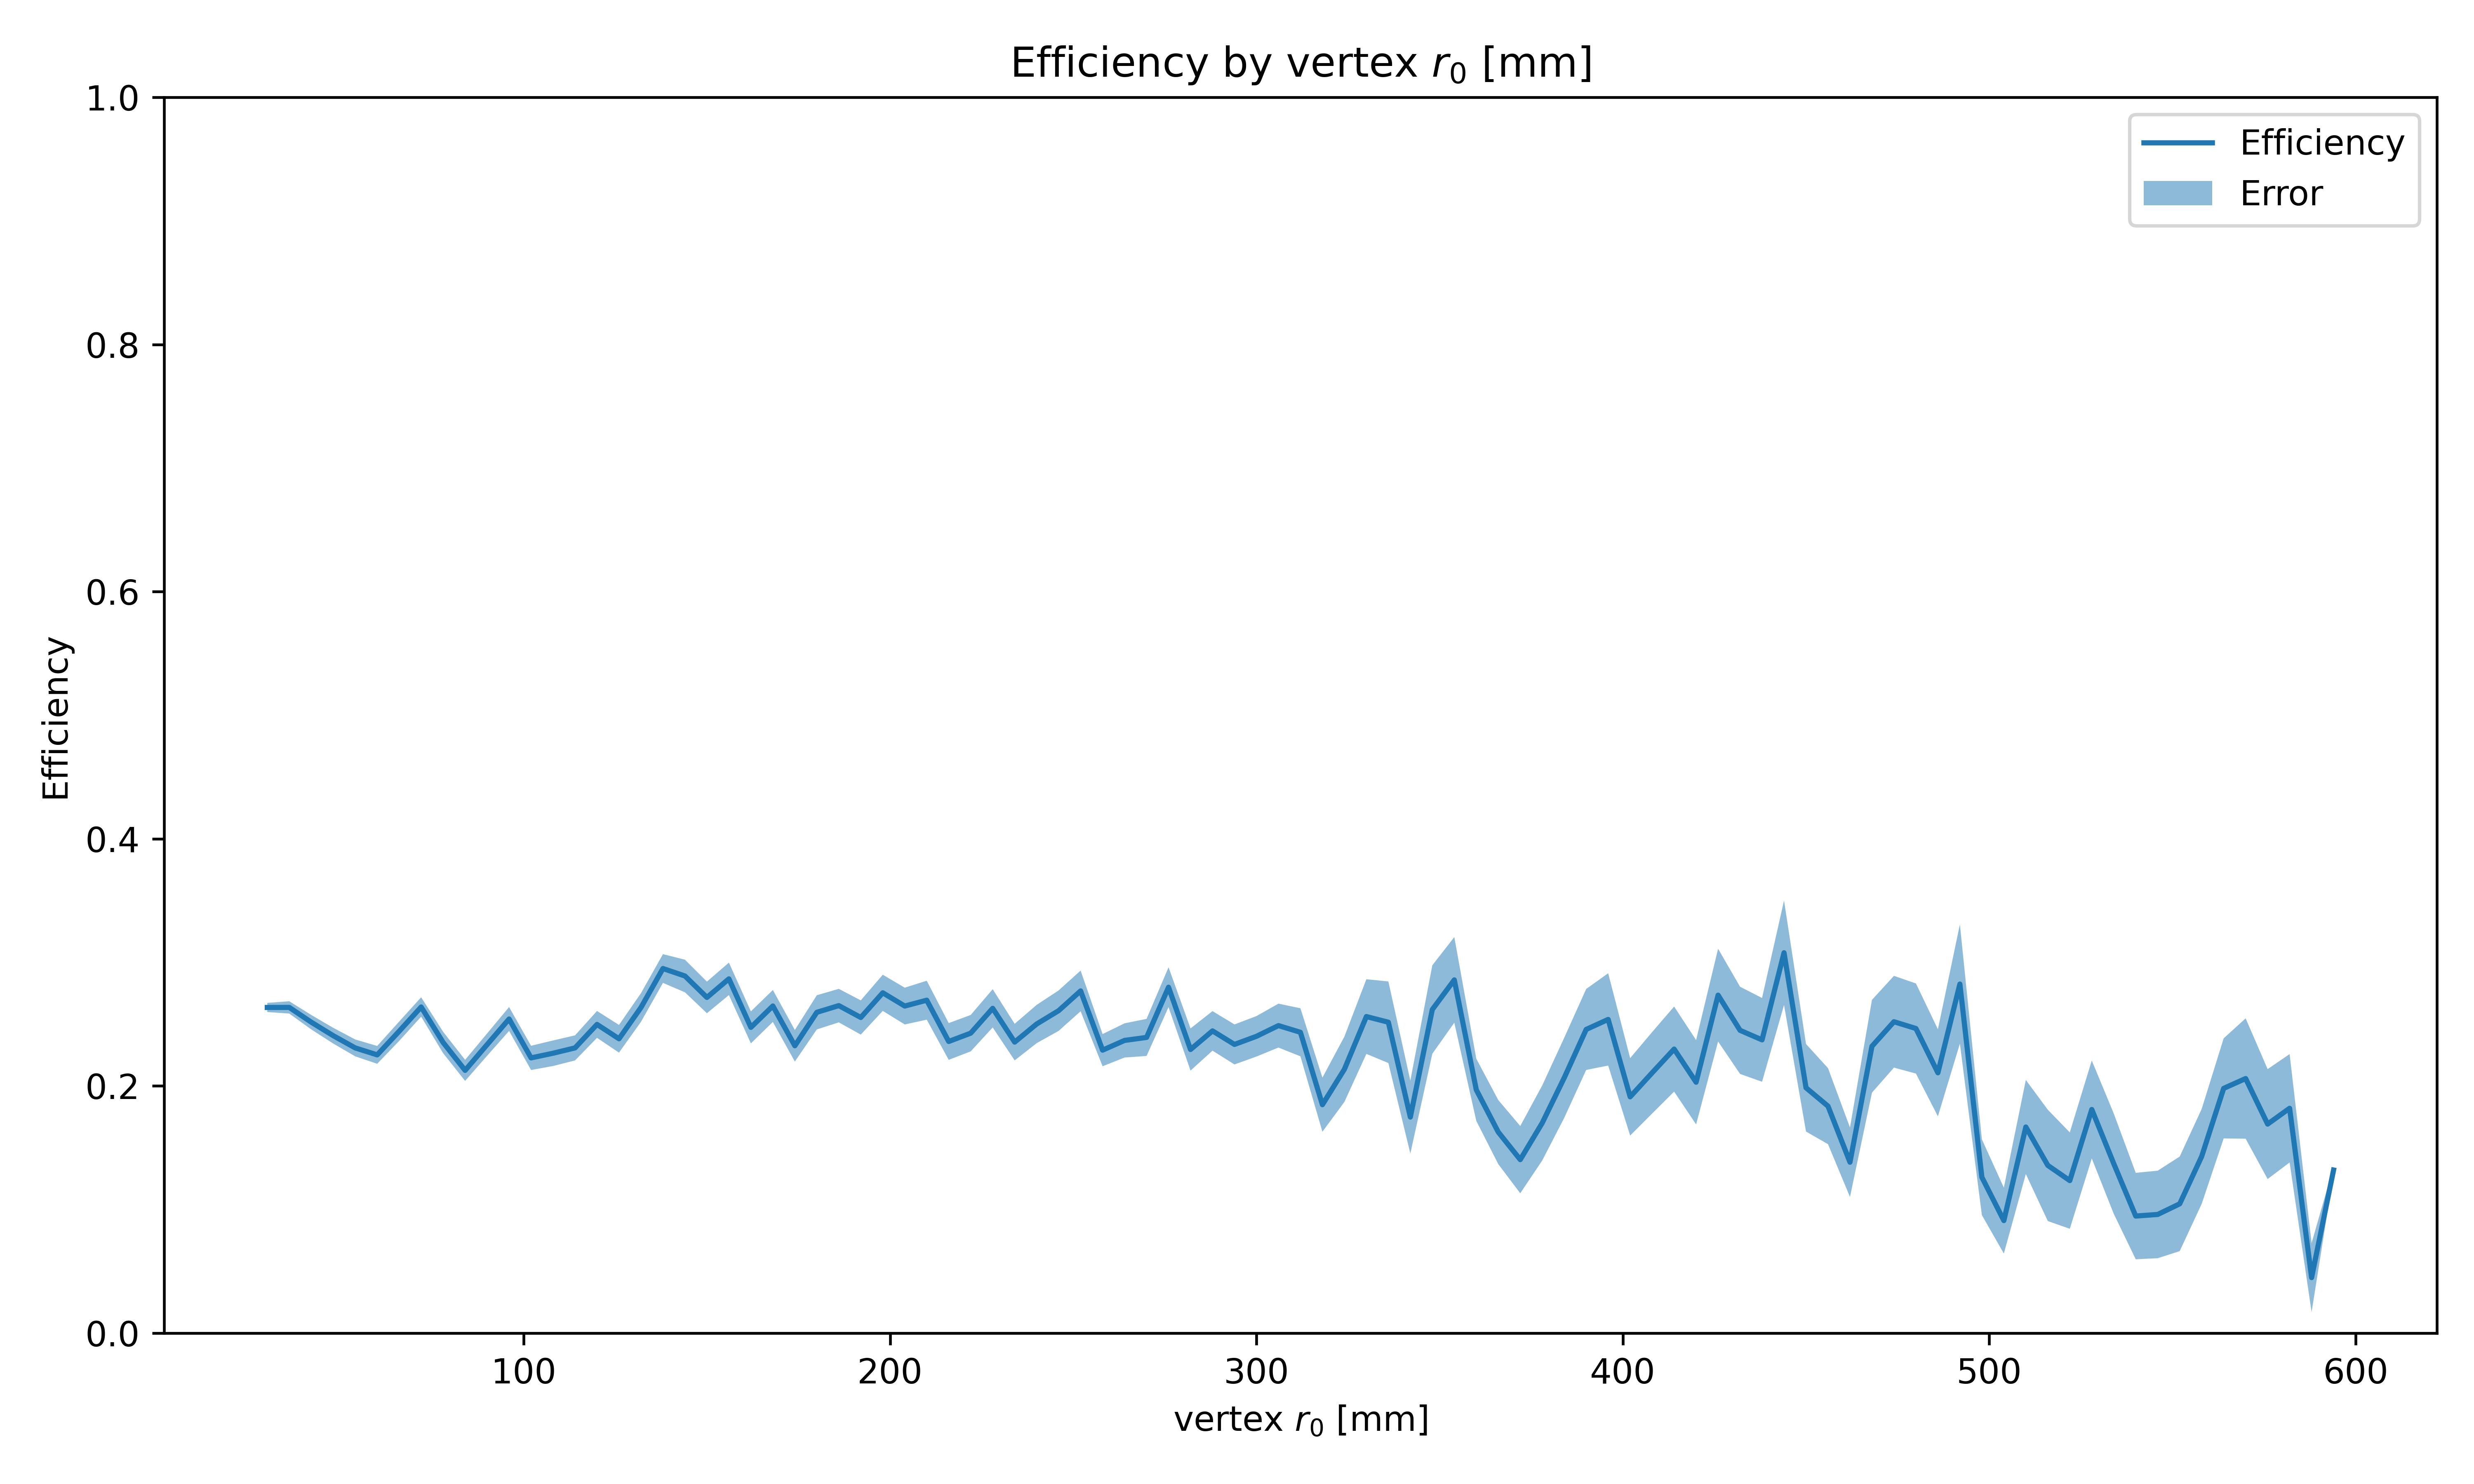 Efficiency by vertex r₀ [mm]
1.0
0.8
0.6
0.4
0.2
0.0
Efficiency
Efficiency
Error
100 200 300 400 500 600
vertex r₀ [mm]